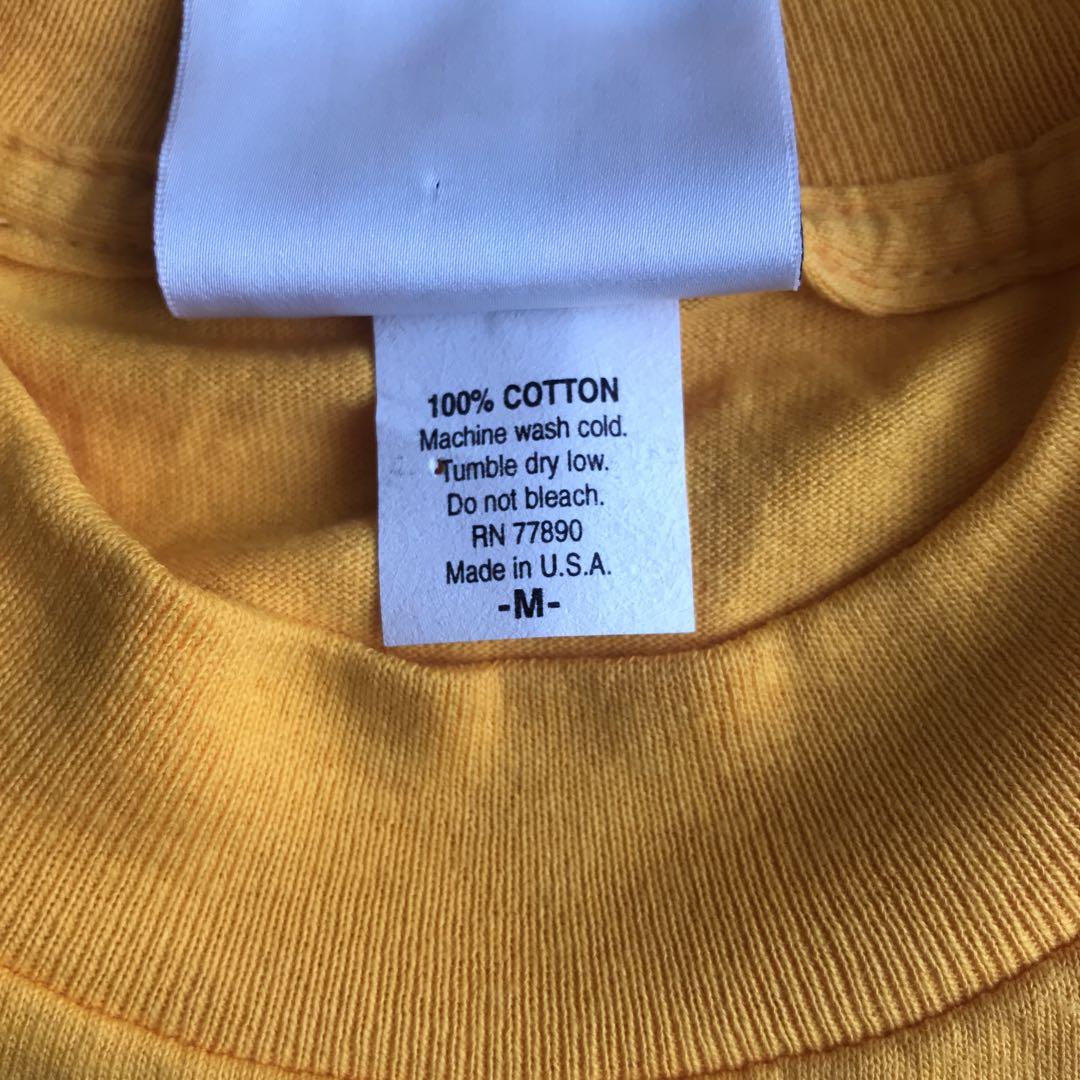 100% COTTON
Machine wash cold.
Tumble dry low.
Do not bleach.
RN 77890
Made in U.S.A.
-M-